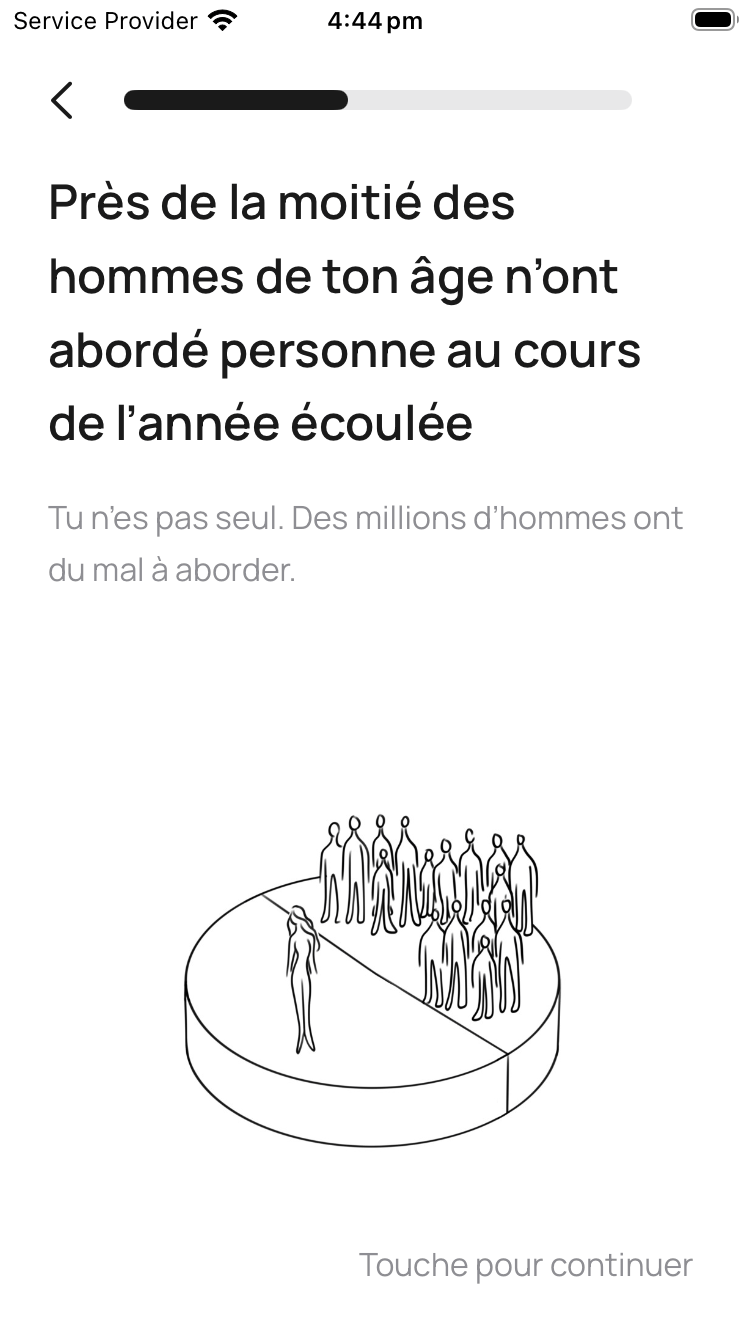 Service Provider 4:44 pm
Près de la moitié des
hommes de ton âge n’ont
abordé personne au cours
de l’année écoulée
Tu n’es pas seul. Des millions d’hommes ont
du mal à aborder.
Touche pour continuer